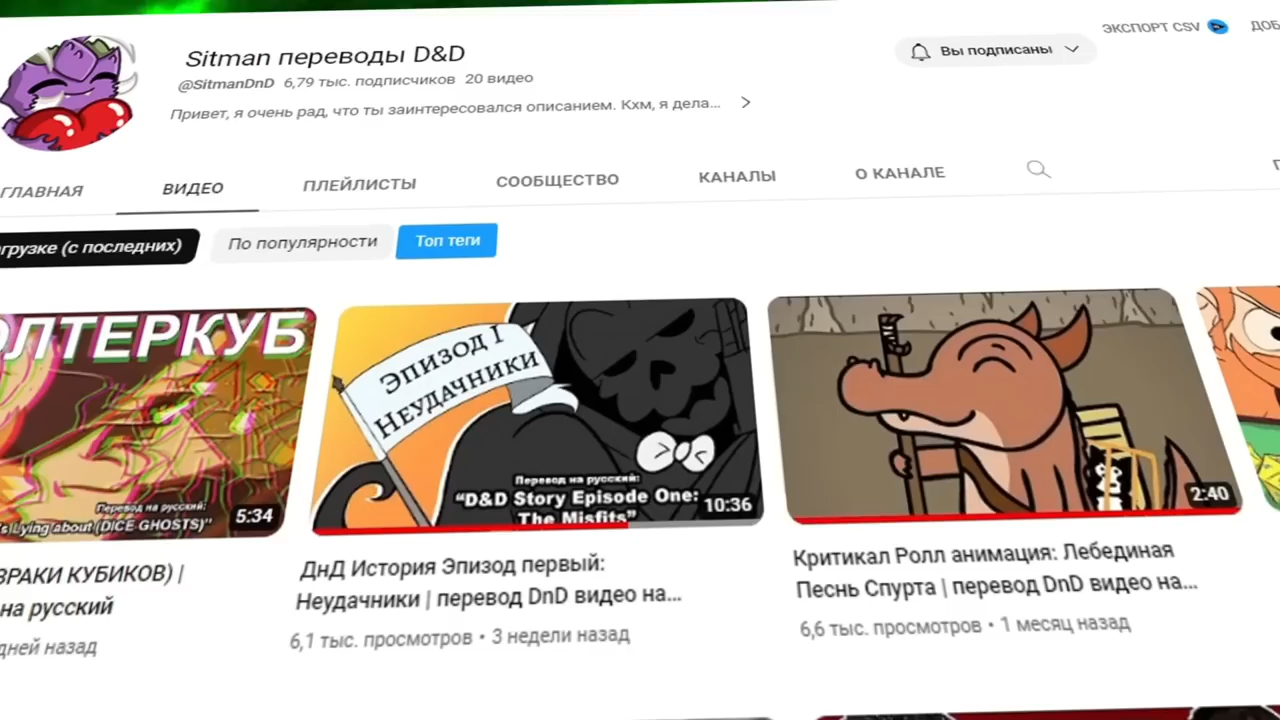 Sitman переводы D&D
@SitmanDnD 6,79 тыс. подписчиков 20 видео
Привет, я очень рад, что ты заинтересовался описанием. Кхм, я дела...
Вы подписаны
ЭКСПОРТ CSV
ГЛАВНАЯ ВИДЕО ПЛЕЙЛИСТЫ СООБЩЕСТВО КАНАЛЫ О КАНАЛЕ
грузке (с последних) По популярности Топ теги
ОЛТЕРКУБ
Перевод на русский:
s Lying about (DICE GHOSTS)"
5:34
ЭПИЗОД I
НЕУДАЧНИКИ
Перевод на русский:
"D&D Story Episode One:
The Misfits"
10:36
2:40
ЗРАКИ КУБИКОВ) |
на русский
дней назад
ДнД История Эпизод первый:
Неудачники | перевод DnD видео на...
6,1 тыс. просмотров • 3 недели назад
Критикал Ролл анимация: Лебединая
Песнь Спурта | перевод DnD видео на...
6,6 тыс. просмотров • 1 месяц назад